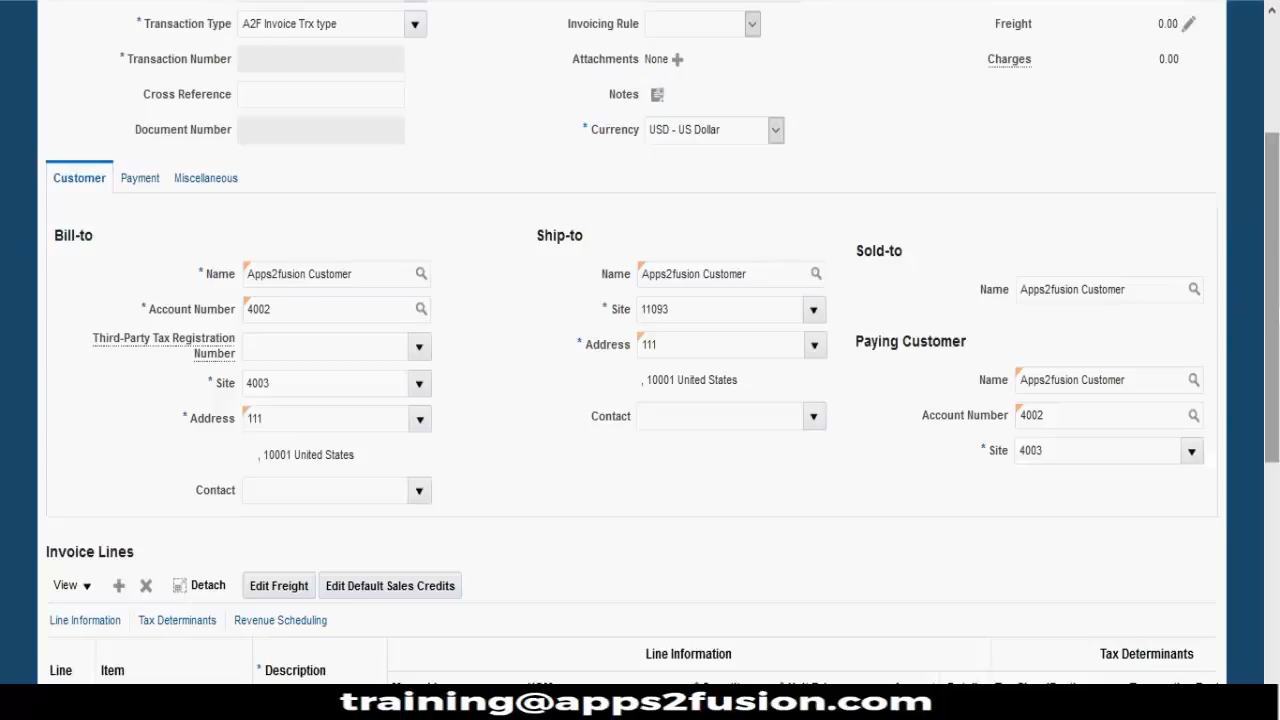 * Transaction Type A2F Invoice Trx type
* Transaction Number
Cross Reference
Document Number
Invoicing Rule
Attachments None
Notes
* Currency USD - US Dollar
Freight 0.00
Charges 0.00
Customer Payment Miscellaneous
Bill-to
* Name Apps2fusion Customer
* Account Number 4002
Third-Party Tax Registration
Number
* Site 4003
* Address 111
, 10001 United States
Contact
Ship-to
Name Apps2fusion Customer
* Site 11093
* Address 111
, 10001 United States
Contact
Sold-to
Name Apps2fusion Customer
Paying Customer
Name Apps2fusion Customer
Account Number 4002
* Site 4003
Invoice Lines
View Detach Edit Freight Edit Default Sales Credits
Line Information Tax Determinants Revenue Scheduling
Line Information Tax Determinants
Line Item * Description
training@apps2fusion.com